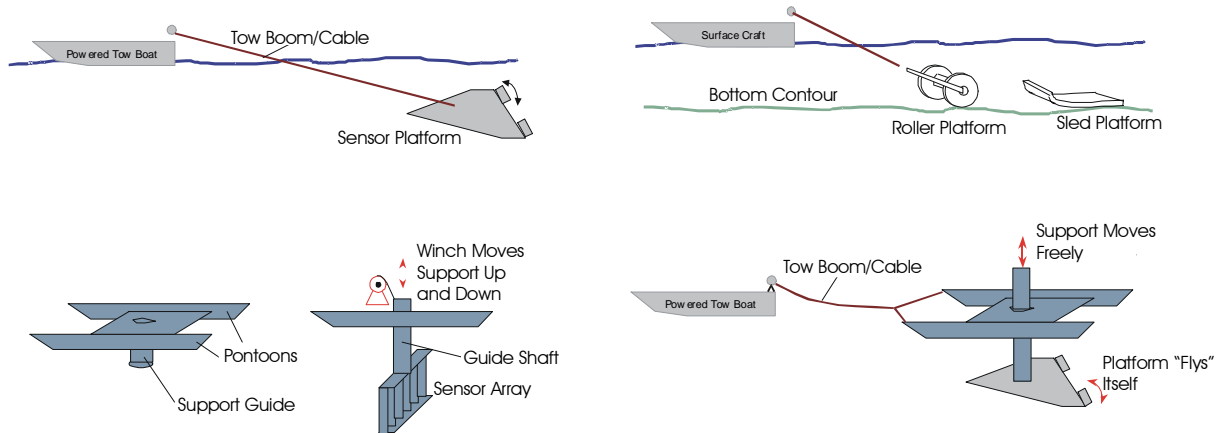 Powered Tow Boat
Tow Boom/Cable
Sensor Platform
Surface Craft
Bottom Contour
Roller Platform
Sled Platform
Pontoons
Support Guide
Winch Moves
Support Up
and Down
Guide Shaft
Sensor Array
Support Moves
Freely
Tow Boom/Cable
Powered Tow Boat
Platform “Flys”
Itself